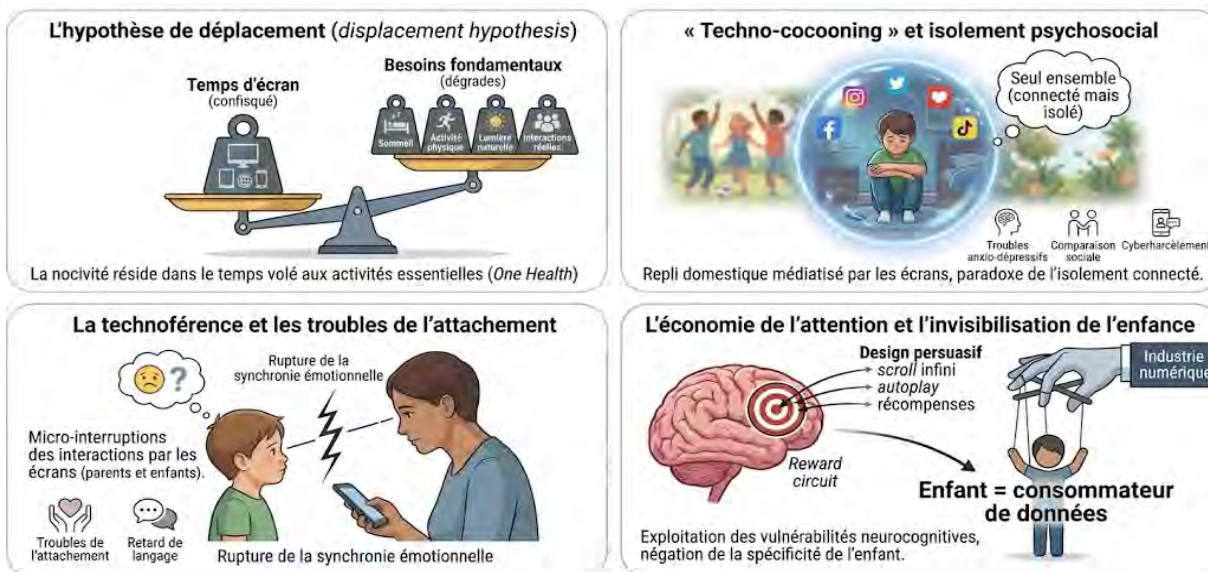 L'hypothèse de déplacement (displacement hypothesis)
Temps d'écran
(confisqué)
Besoins fondamentaux
(dégrades)
Sommeil
Activité
physique
Lumière
naturelle
Interactions
réelles
La nocivité réside dans le temps volé aux activités essentielles (One Health)
« Techno-cocooning » et isolement psychosocial
Seul ensemble
(connecté mais
isolé)
Troubles
anxio-dépressifs
Comparaison
sociale
Cyberharcèlement
Repli domestique médiatisé par les écrans, paradoxe de l'isolement connecté.
La technoférence et les troubles de l'attachement
?
Rupture de la
synchronie émotionnelle
Micro-interruptions
des interactions par les
écrans (parents et enfants).
Troubles de
l'attachement
Retard de
langage
Rupture de la synchronie émotionnelle
L'économie de l'attention et l'invisibilisation de l'enfance
Design persuasif
scroll infini
autoplay
récompenses
Industrie
numérique
Reward
circuit
Enfant = consommateur
de données
Exploitation des vulnérabilités neurocognitives,
négation de la spécificité de l'enfant.